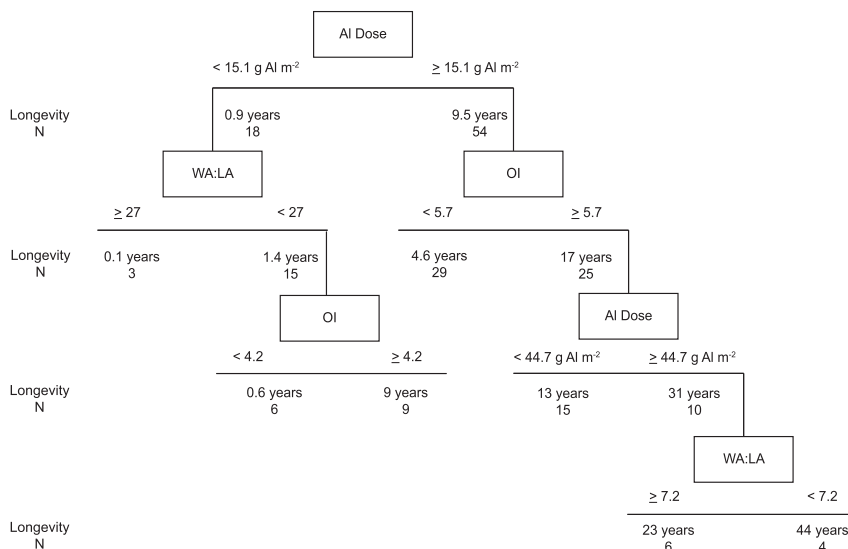 Al Dose
< 15.1 g Al m⁻² ≥ 15.1 g Al m⁻²
Longevity 0.9 years 9.5 years
N 18 54
WA:LA OI
≥ 27 < 27 < 5.7 ≥ 5.7
Longevity 0.1 years 1.4 years 4.6 years 17 years
N 3 15 29 25
OI Al Dose
< 4.2 ≥ 4.2 < 44.7 g Al m⁻² ≥ 44.7 g Al m⁻²
Longevity 0.6 years 9 years 13 years 31 years
N 6 9 15 10
WA:LA
≥ 7.2 < 7.2
Longevity 23 years 44 years
N 6 4